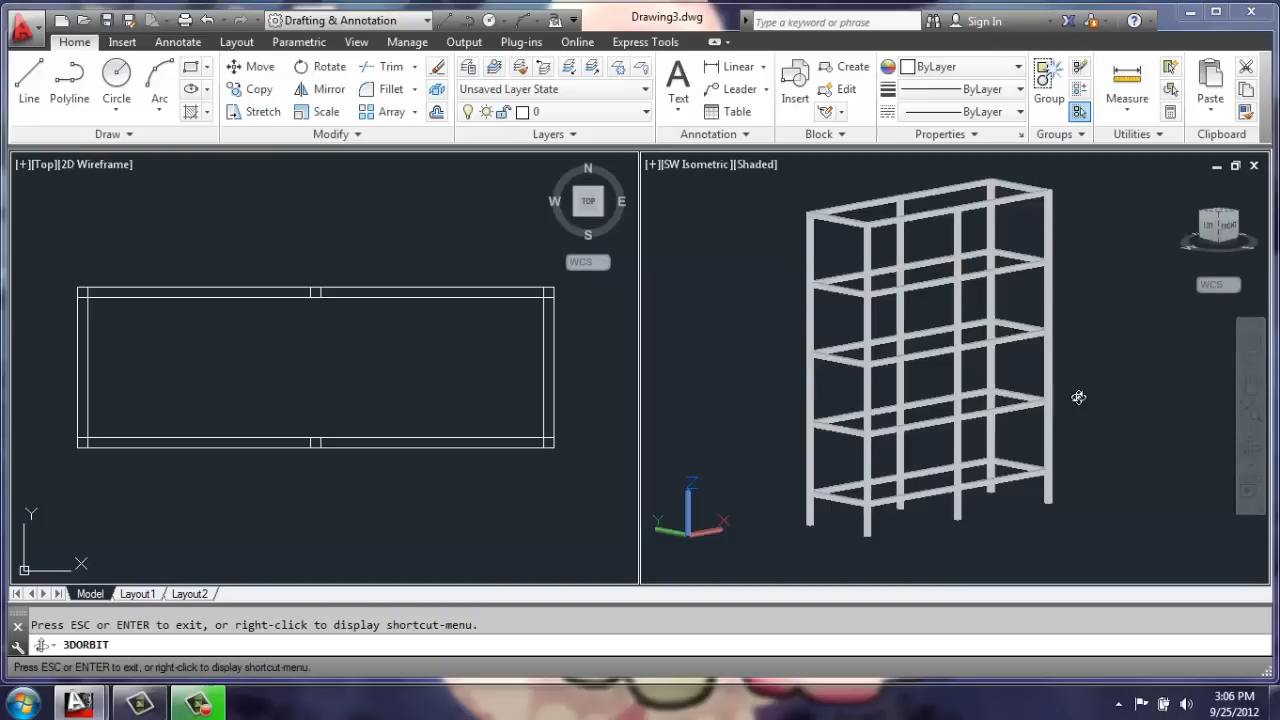 Drafting & Annotation
Drawing3.dwg
Type a keyword or phrase
Sign In
Home
Insert
Annotate
Layout
Parametric
View
Manage
Output
Plug-ins
Online
Express Tools
Line
Polyline
Circle
Arc
Draw
Move
Rotate
Trim
Copy
Mirror
Fillet
Stretch
Scale
Array
Modify
Unsaved Layer State
0
Layers
Text
Linear
Leader
Table
Annotation
Insert
Create
Edit
Block
ByLayer
ByLayer
ByLayer
Properties
Group
Groups
Measure
Utilities
Paste
Clipboard
[+][Top][2D Wireframe]
N
W
TOP
E
S
WCS
Y
X
[+][SW Isometric][Shaded]
FRONT
WCS
Z
Y
X
Model
Layout1
Layout2
Press ESC or ENTER to exit, or right-click to display shortcut-menu.
3DORBIT
Press ESC or ENTER to exit, or right-click to display shortcut-menu.
3:06 PM
9/25/2012